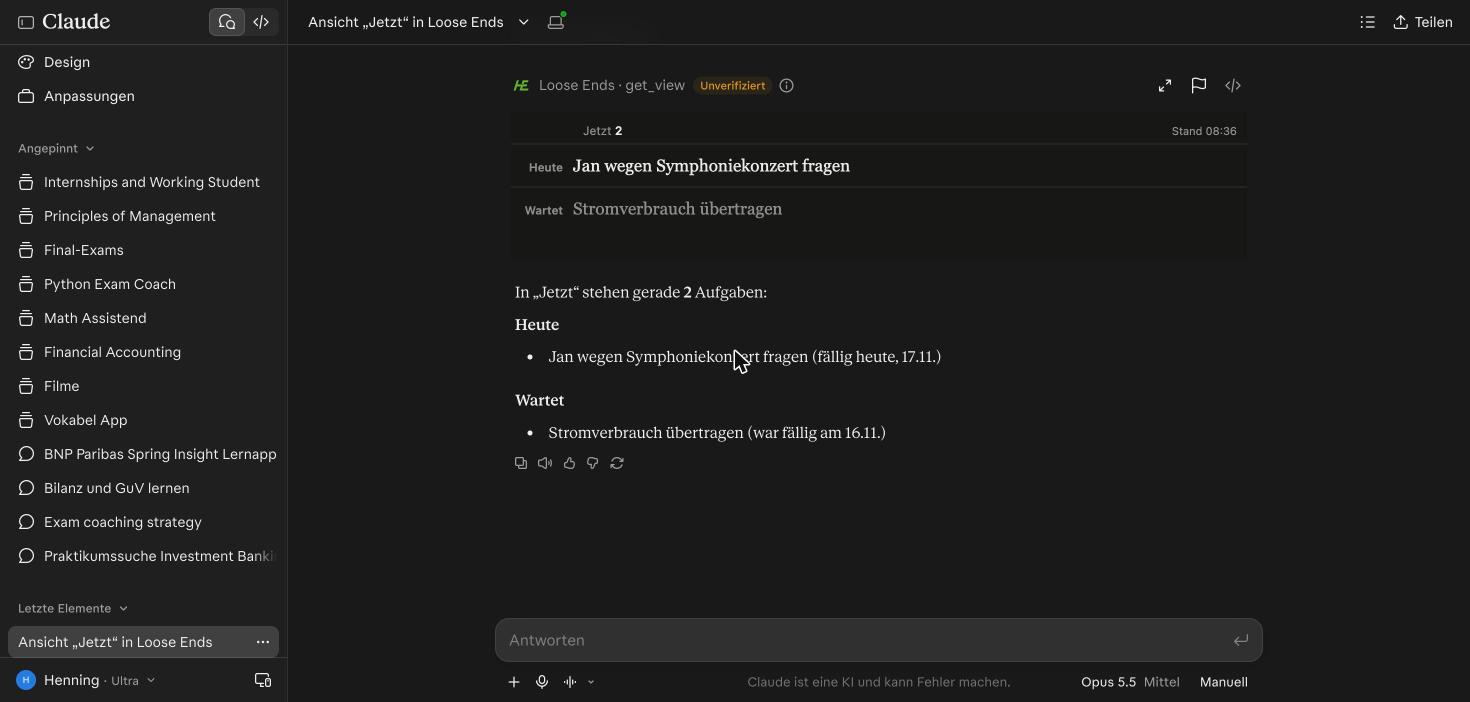 Claude
Design
Anpassungen
Angepinnt
Internships and Working Student
Principles of Management
Final-Exams
Python Exam Coach
Math Assistend
Financial Accounting
Filme
Vokabel App
BNP Paribas Spring Insight Lernapp
Bilanz und GuV lernen
Exam coaching strategy
Praktikumssuche Investment Banki
Letzte Elemente
Ansicht „Jetzt“ in Loose Ends
H Henning · Ultra
Ansicht „Jetzt“ in Loose Ends
Teilen
Loose Ends · get_view Unverifiziert
Jetzt 2 Stand 08:36
Heute Jan wegen Symphoniekonzert fragen
Wartet Stromverbrauch übertragen
In „Jetzt“ stehen gerade 2 Aufgaben:
Heute
• Jan wegen Symphoniekonzert fragen (fällig heute, 17.11.)
Wartet
• Stromverbrauch übertragen (war fällig am 16.11.)
Antworten
Claude ist eine KI und kann Fehler machen. Opus 5.5 Mittel Manuell